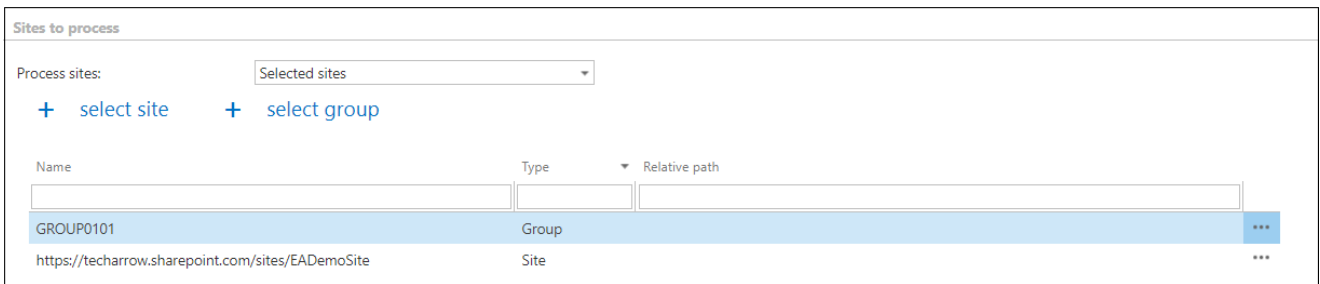 Sites to process
Process sites: Selected sites
+ select site + select group
Name Type Relative path
GROUP0101 Group ...
https://techarrow.sharepoint.com/sites/EADemoSite Site ...